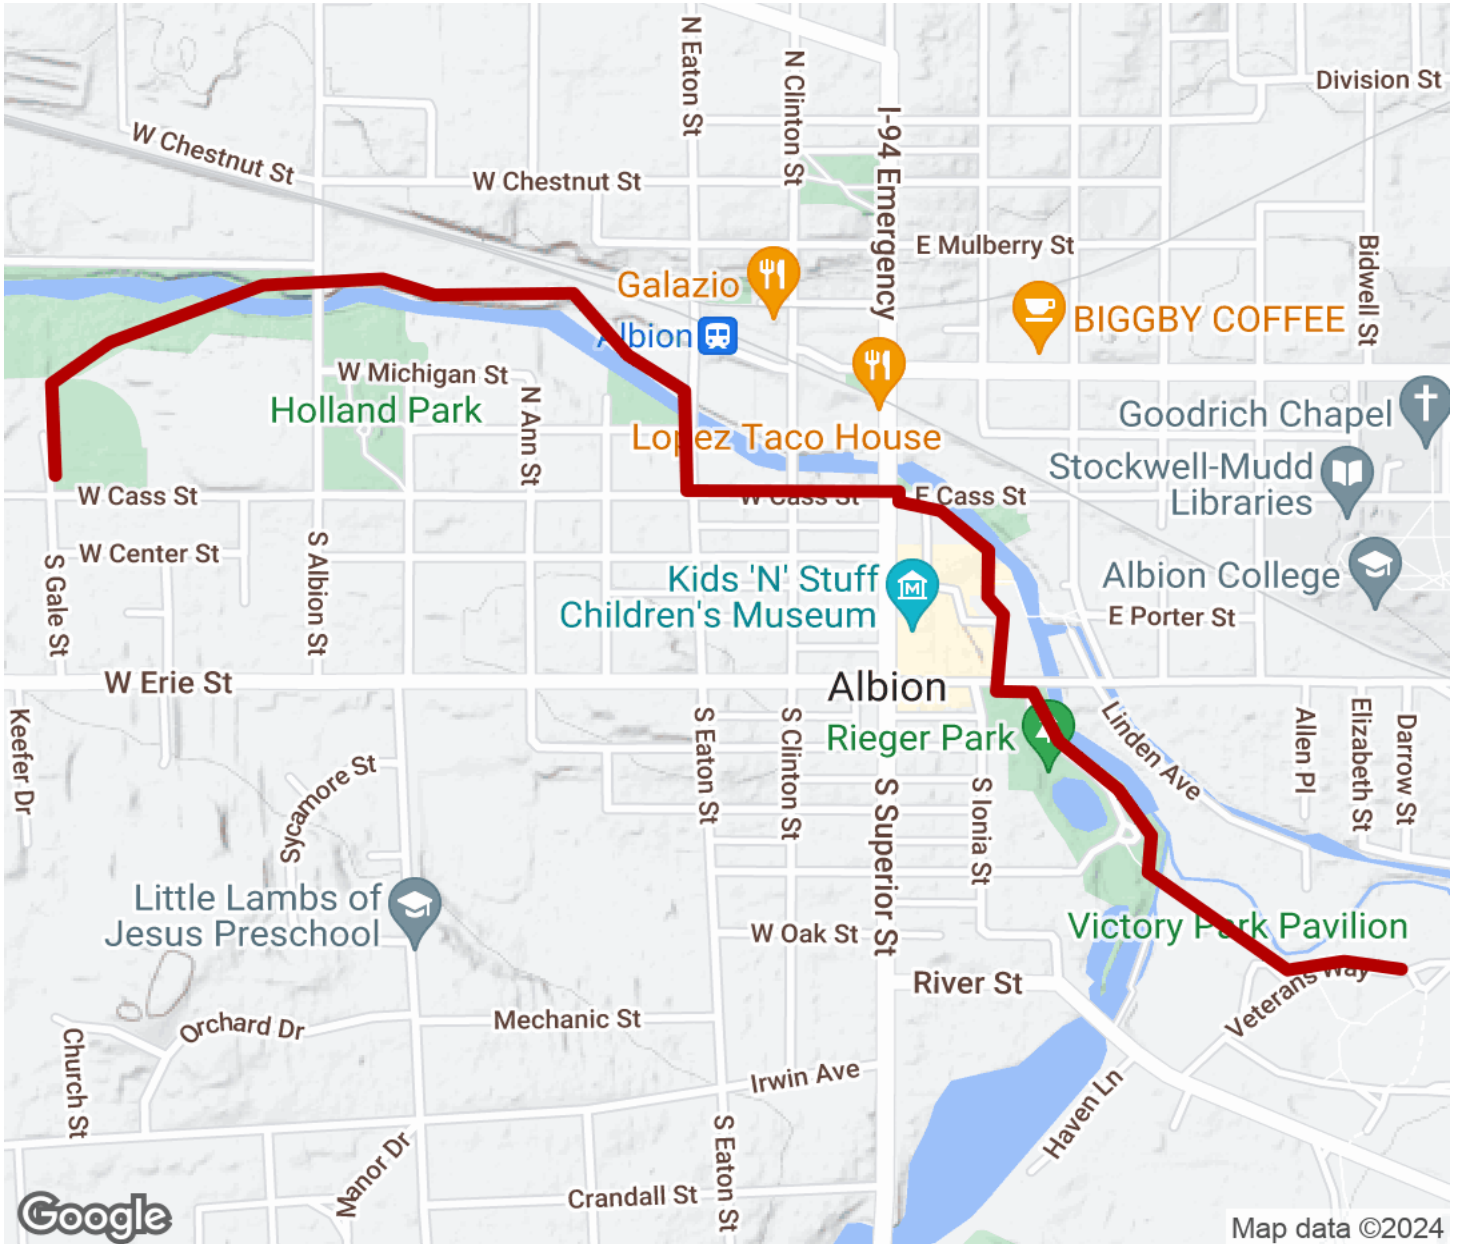 Division St
N Eaton St
N Clinton St
I-94 Emergency
W Chestnut St
W Chestnut St
E Mulberry St
Bidwell St
Galazio
Albion
BIGGBY COFFEE
W Michigan St
Holland Park
N Ann St
Lopez Taco House
Goodrich Chapel
Stockwell-Mudd
Libraries
W Cass St
W Cass St
E Cass St
W Center St
S Gale St
S Albion St
Kids 'N' Stuff
Children's Museum
Albion College
E Porter St
W Erie St
Albion
Rieger Park
Keefer Dr
Sycamore St
S Eaton St
S Clinton St
S Superior St
S Ionia St
Linden Ave
Allen Pl
Elizabeth St
Darrow St
Little Lambs of
Jesus Preschool
W Oak St
Victory Park Pavilion
River St
Veterans Way
Orchard Dr
Mechanic St
Church St
Irwin Ave
Haven Ln
Manor Dr
S Eaton St
Crandall St
Google
Map data ©2024